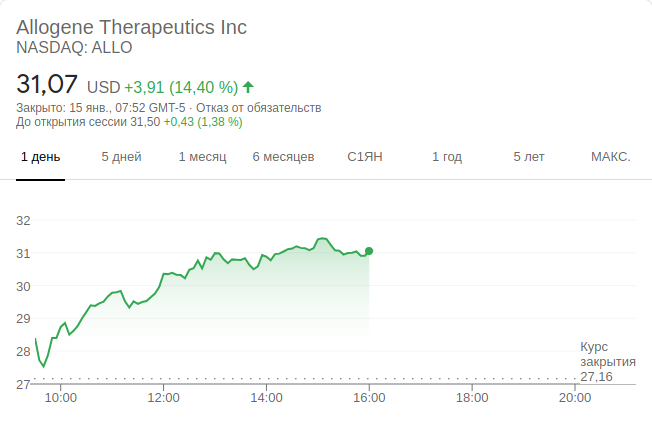 Allogene Therapeutics Inc
NASDAQ: ALLO
31,07 USD +3,91 (14,40 %)
Закрыто: 15 янв., 07:52 GMT-5 · Отказ от обязательств
До открытия сессии 31,50 +0,43 (1,38 %)
1 день 5 дней 1 месяц 6 месяцев С1ЯН 1 год 5 лет МАКС.
32
31
30
29
28
Курс
закрытия
27,16
27
10:00 12:00 14:00 16:00 18:00 20:00